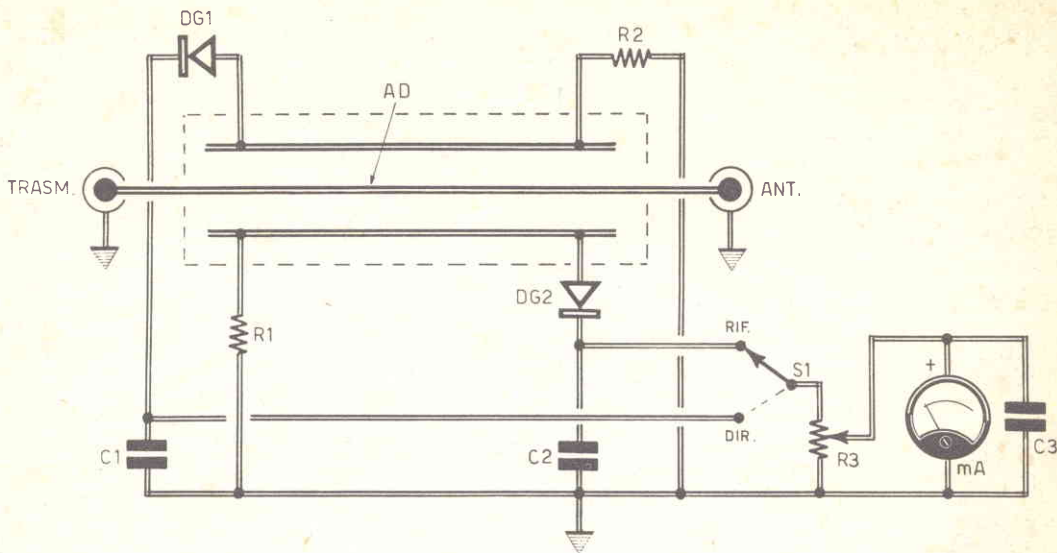 DG1
R2
AD
TRASM.
ANT.
DG2
R1
RIF.
S1
+
DIR.
C1
C2
R3
mA
C3